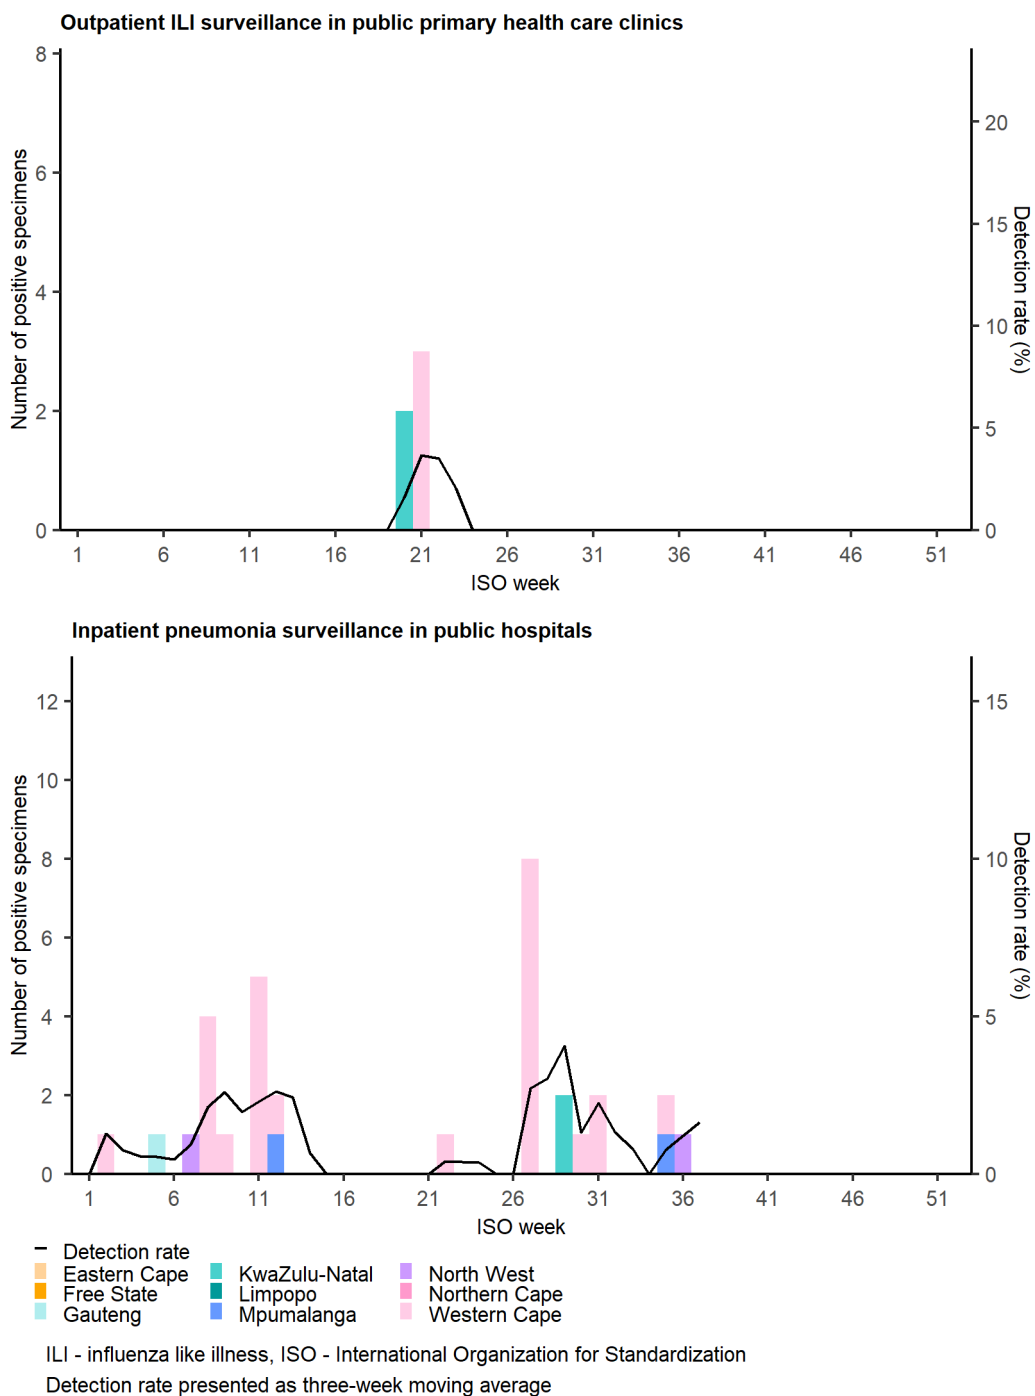 Outpatient ILI surveillance in public primary health care clinics
Number of positive specimens
8
6
4
2
0
20
15
10
5
0
Detection rate (%)
1 6 11 16 21 26 31 36 41 46 51
ISO week
Inpatient pneumonia surveillance in public hospitals
Number of positive specimens
12
10
8
6
4
2
0
15
10
5
0
Detection rate (%)
1 6 11 16 21 26 31 36 41 46 51
ISO week
Detection rate
Eastern Cape KwaZulu-Natal North West
Free State Limpopo Northern Cape
Gauteng Mpumalanga Western Cape
ILI - influenza like illness, ISO - International Organization for Standardization
Detection rate presented as three-week moving average